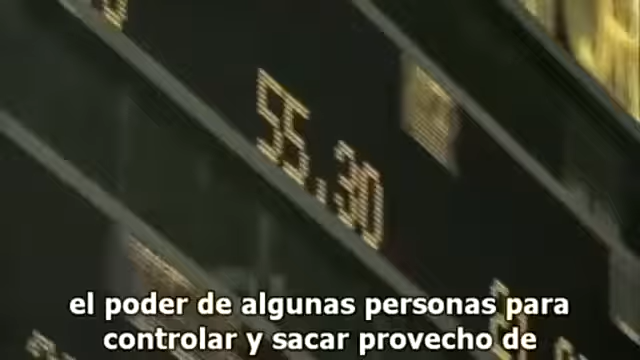 55.30
el poder de algunas personas para
controlar y sacar provecho de